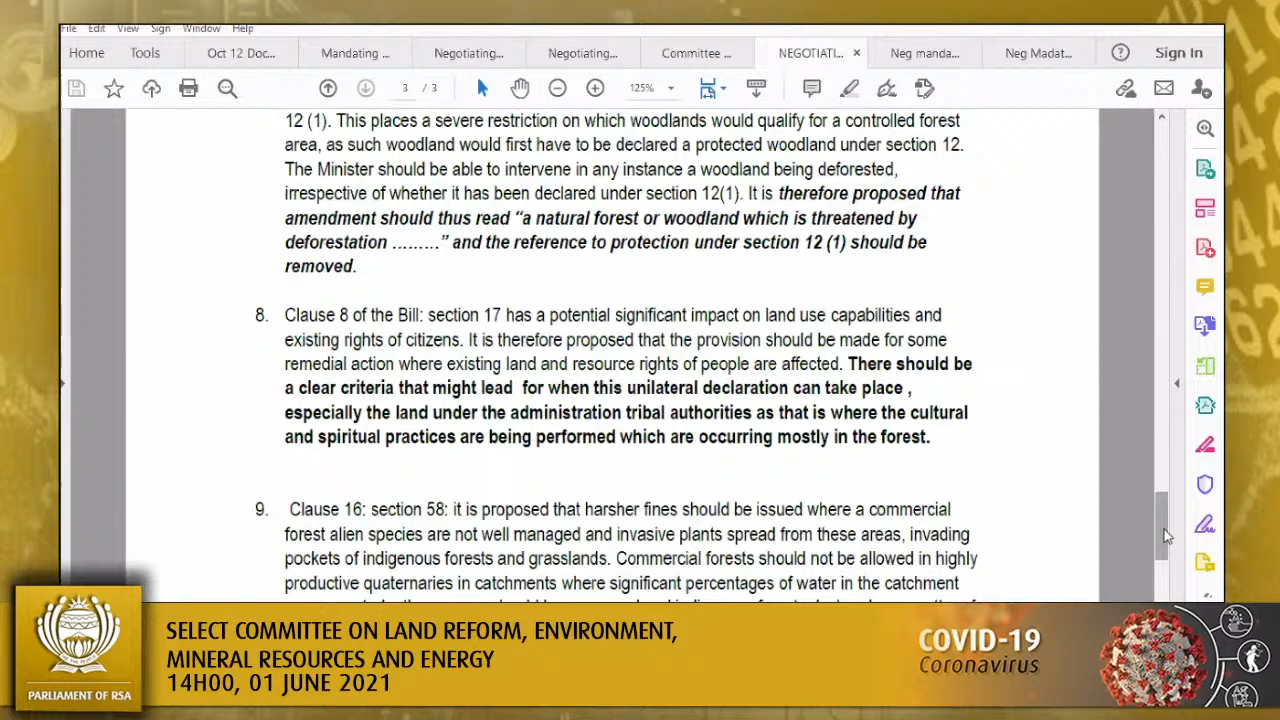 File Edit View Sign Window Help
Home Tools Oct 12 Doc... Mandating ... Negotiating... Negotiating... Committee ... NEGOTIATI... × Neg manda... Neg Madat... Sign In
3 / 3 125%
12 (1). This places a severe restriction on which woodlands would qualify for a controlled forest
area, as such woodland would first have to be declared a protected woodland under section 12.
The Minister should be able to intervene in any instance a woodland being deforested,
irrespective of whether it has been declared under section 12(1). It is therefore proposed that
amendment should thus read “a natural forest or woodland which is threatened by
deforestation .........” and the reference to protection under section 12 (1) should be
removed.
8. Clause 8 of the Bill: section 17 has a potential significant impact on land use capabilities and
existing rights of citizens. It is therefore proposed that the provision should be made for some
remedial action where existing land and resource rights of people are affected. There should be
a clear criteria that might lead for when this unilateral declaration can take place ,
especially the land under the administration tribal authorities as that is where the cultural
and spiritual practices are being performed which are occurring mostly in the forest.
9. Clause 16: section 58: it is proposed that harsher fines should be issued where a commercial
forest alien species are not well managed and invasive plants spread from these areas, invading
pockets of indigenous forests and grasslands. Commercial forests should not be allowed in highly
productive quaternaries in catchments where significant percentages of water in the catchment
SELECT COMMITTEE ON LAND REFORM, ENVIRONMENT,
MINERAL RESOURCES AND ENERGY
14H00, 01 JUNE 2021
PARLIAMENT OF RSA
COVID-19
Coronavirus